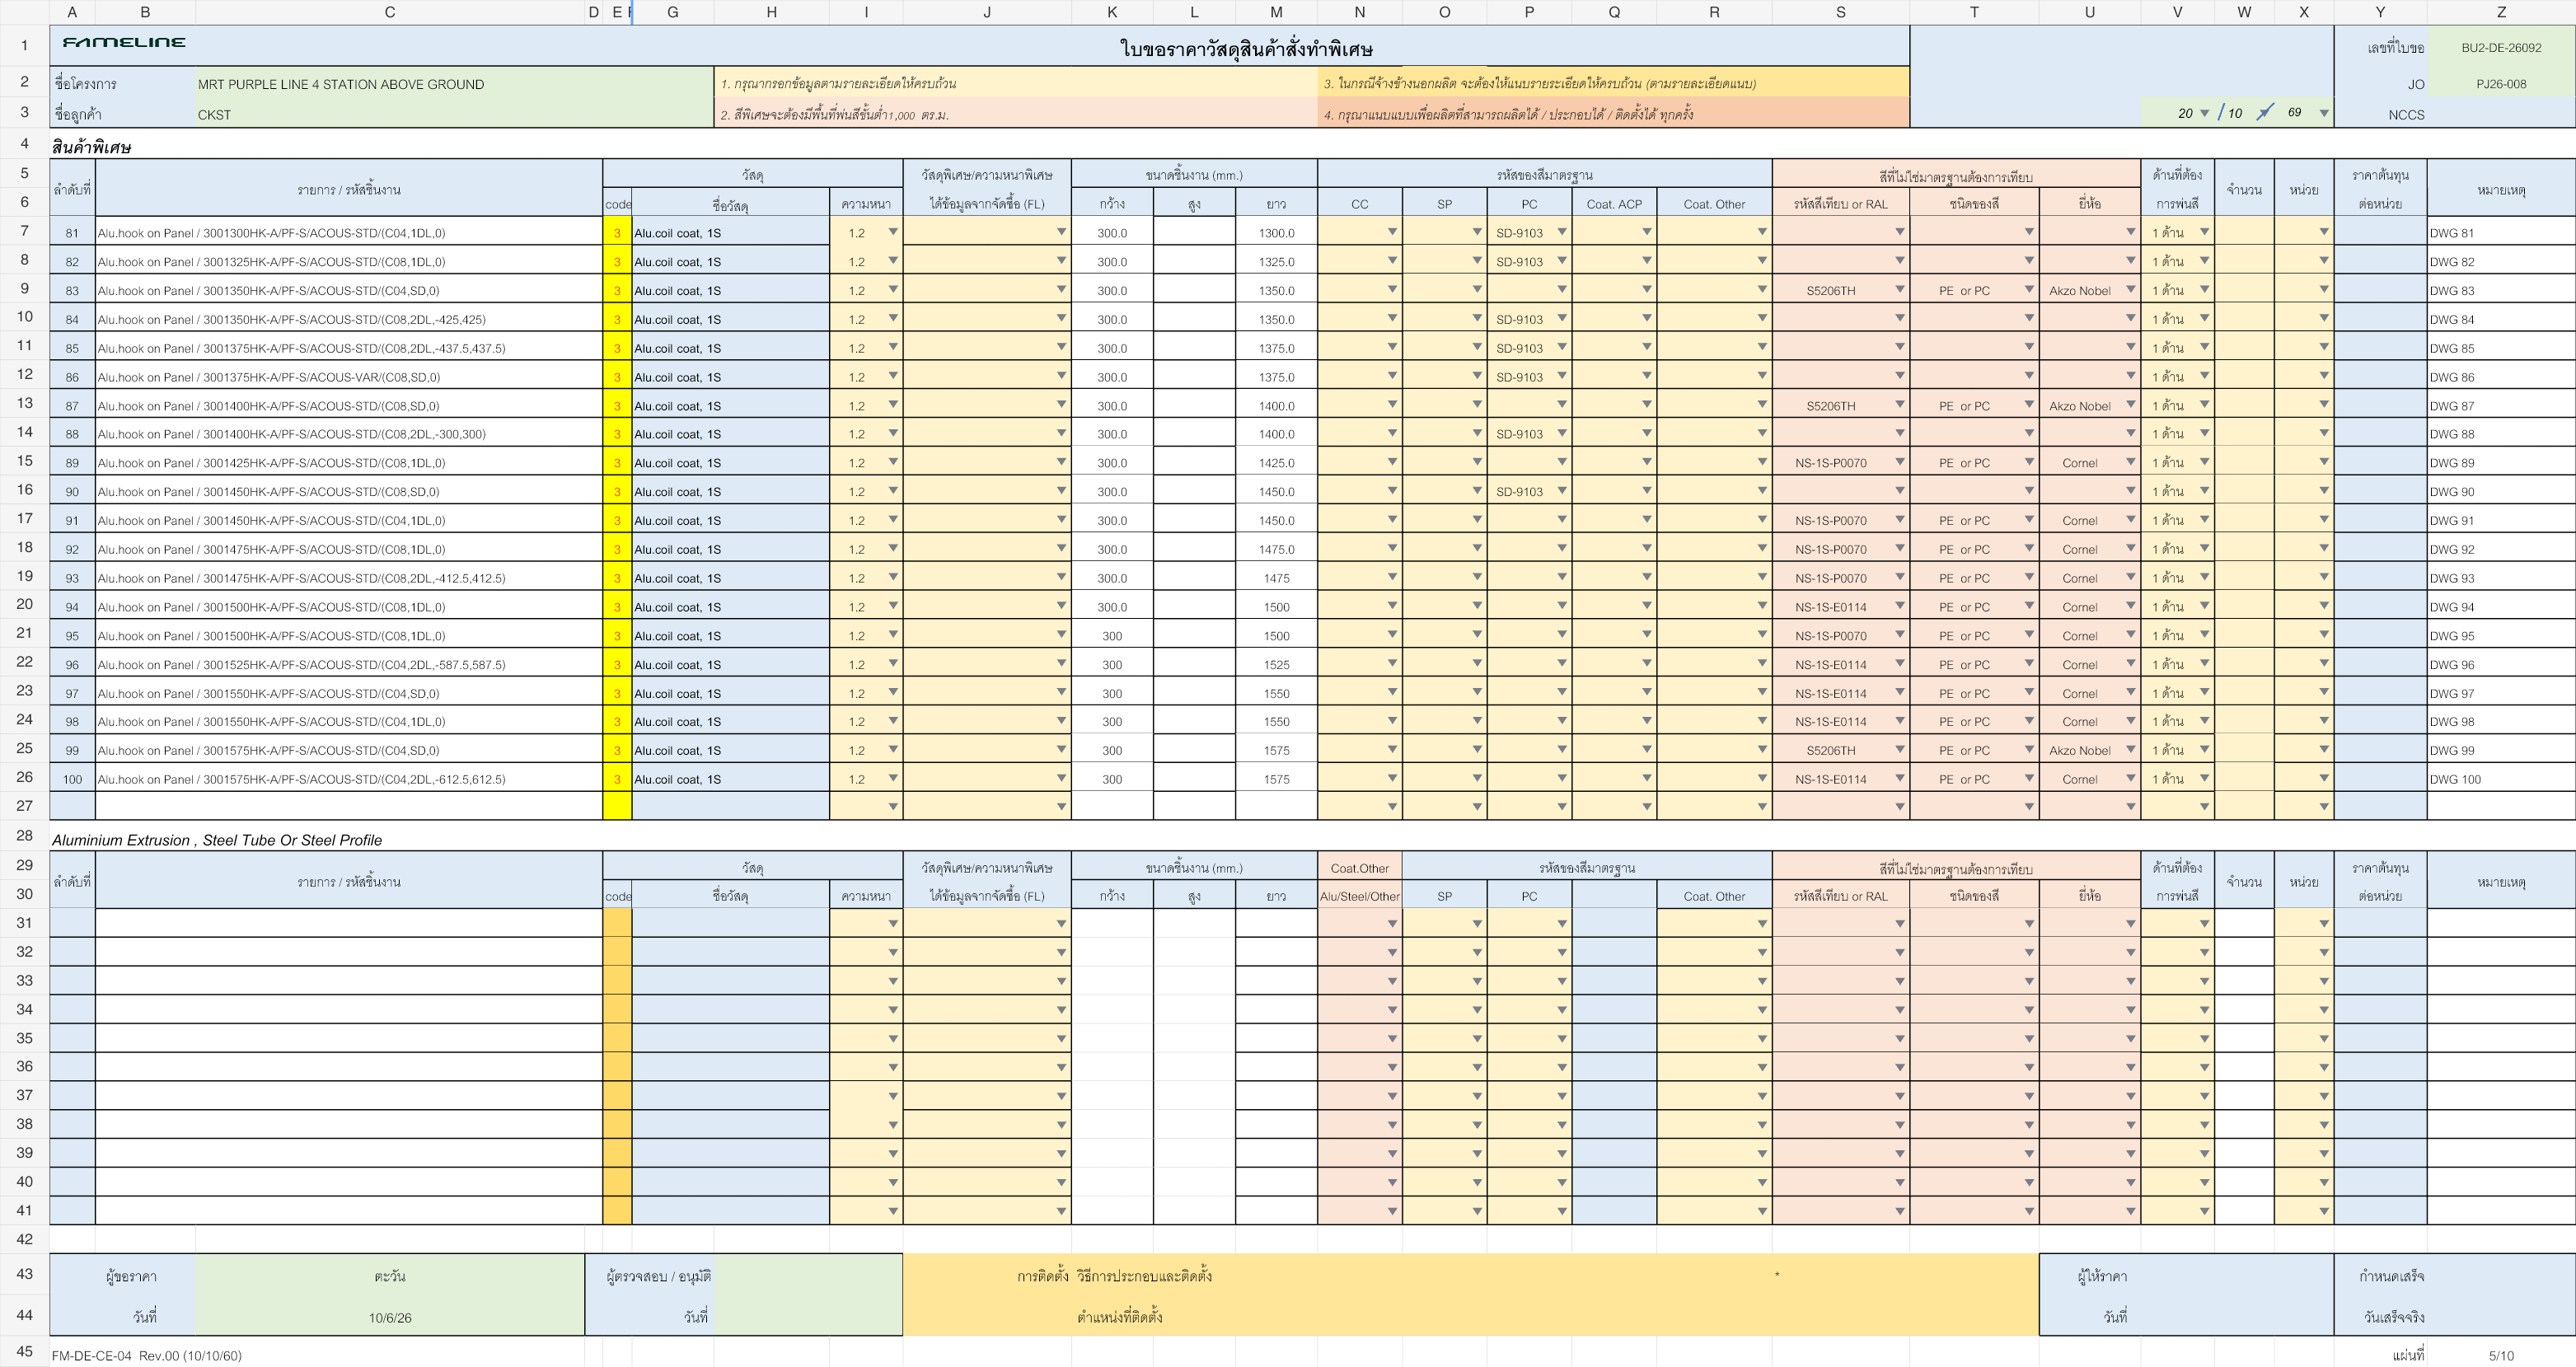 A B C D E F G H I J K L M N O P Q R S T U V W X Y Z
1 FAMELINE ใบขอราคาวัสดุสินค้าสั่งทำพิเศษ เลขที่ใบขอ BU2-DE-26092
2 ชื่อโครงการ MRT PURPLE LINE 4 STATION ABOVE GROUND 1. กรุณากรอกข้อมูลตามรายละเอียดให้ครบถ้วน 3. ในกรณีจ้างข้างนอกผลิต จะต้องให้แนบรายระเอียดให้ครบถ้วน (ตามรายละเอียดแนบ) JO PJ26-008
3 ชื่อลูกค้า CKST 2. สีพิเศษจะต้องมีพื้นที่พ่นสีขั้นต่ำ1,000 ตร.ม. 4. กรุณาแนบแบบเพื่อผลิตที่สามารถผลิตได้ / ประกอบได้ / ติดตั้งได้ ทุกครั้ง 20 / 10 / 69 NCCS
4 สินค้าพิเศษ
5 ลำดับที่ รายการ / รหัสชิ้นงาน วัสดุ วัสดุพิเศษ/ความหนาพิเศษ ขนาดชิ้นงาน (mm.) รหัสของสีมาตรฐาน สีที่ไม่ใช่มาตรฐานต้องการเทียบ ด้านที่ต้อง จำนวน หน่วย ราคาต้นทุน หมายเหตุ
6 code ชื่อวัสดุ ความหนา ได้ข้อมูลจากจัดซื้อ (FL) กว้าง สูง ยาว CC SP PC Coat. ACP Coat. Other รหัสสีเทียบ or RAL ชนิดของสี ยี่ห้อ การพ่นสี ต่อหน่วย
7 81 Alu.hook on Panel / 3001300HK-A/PF-S/ACOUS-STD/(C04,1DL,0) 3 Alu.coil coat, 1S 1.2 300.0 1300.0 SD-9103 1 ด้าน DWG 81
8 82 Alu.hook on Panel / 3001325HK-A/PF-S/ACOUS-STD/(C08,1DL,0) 3 Alu.coil coat, 1S 1.2 300.0 1325.0 SD-9103 1 ด้าน DWG 82
9 83 Alu.hook on Panel / 3001350HK-A/PF-S/ACOUS-STD/(C04,SD,0) 3 Alu.coil coat, 1S 1.2 300.0 1350.0 S5206TH PE or PC Akzo Nobel 1 ด้าน DWG 83
10 84 Alu.hook on Panel / 3001350HK-A/PF-S/ACOUS-STD/(C08,2DL,-425,425) 3 Alu.coil coat, 1S 1.2 300.0 1350.0 SD-9103 1 ด้าน DWG 84
11 85 Alu.hook on Panel / 3001375HK-A/PF-S/ACOUS-STD/(C08,2DL,-437.5,437.5) 3 Alu.coil coat, 1S 1.2 300.0 1375.0 SD-9103 1 ด้าน DWG 85
12 86 Alu.hook on Panel / 3001375HK-A/PF-S/ACOUS-VAR/(C08,SD,0) 3 Alu.coil coat, 1S 1.2 300.0 1375.0 SD-9103 1 ด้าน DWG 86
13 87 Alu.hook on Panel / 3001400HK-A/PF-S/ACOUS-STD/(C08,SD,0) 3 Alu.coil coat, 1S 1.2 300.0 1400.0 S5206TH PE or PC Akzo Nobel 1 ด้าน DWG 87
14 88 Alu.hook on Panel / 3001400HK-A/PF-S/ACOUS-STD/(C08,2DL,-300,300) 3 Alu.coil coat, 1S 1.2 300.0 1400.0 SD-9103 1 ด้าน DWG 88
15 89 Alu.hook on Panel / 3001425HK-A/PF-S/ACOUS-STD/(C08,1DL,0) 3 Alu.coil coat, 1S 1.2 300.0 1425.0 NS-1S-P0070 PE or PC Cornel 1 ด้าน DWG 89
16 90 Alu.hook on Panel / 3001450HK-A/PF-S/ACOUS-STD/(C08,SD,0) 3 Alu.coil coat, 1S 1.2 300.0 1450.0 SD-9103 1 ด้าน DWG 90
17 91 Alu.hook on Panel / 3001450HK-A/PF-S/ACOUS-STD/(C04,1DL,0) 3 Alu.coil coat, 1S 1.2 300.0 1450.0 NS-1S-P0070 PE or PC Cornel 1 ด้าน DWG 91
18 92 Alu.hook on Panel / 3001475HK-A/PF-S/ACOUS-STD/(C08,1DL,0) 3 Alu.coil coat, 1S 1.2 300.0 1475.0 NS-1S-P0070 PE or PC Cornel 1 ด้าน DWG 92
19 93 Alu.hook on Panel / 3001475HK-A/PF-S/ACOUS-STD/(C08,2DL,-412.5,412.5) 3 Alu.coil coat, 1S 1.2 300.0 1475 NS-1S-P0070 PE or PC Cornel 1 ด้าน DWG 93
20 94 Alu.hook on Panel / 3001500HK-A/PF-S/ACOUS-STD/(C08,1DL,0) 3 Alu.coil coat, 1S 1.2 300.0 1500 NS-1S-E0114 PE or PC Cornel 1 ด้าน DWG 94
21 95 Alu.hook on Panel / 3001500HK-A/PF-S/ACOUS-STD/(C08,1DL,0) 3 Alu.coil coat, 1S 1.2 300 1500 NS-1S-P0070 PE or PC Cornel 1 ด้าน DWG 95
22 96 Alu.hook on Panel / 3001525HK-A/PF-S/ACOUS-STD/(C04,2DL,-587.5,587.5) 3 Alu.coil coat, 1S 1.2 300 1525 NS-1S-E0114 PE or PC Cornel 1 ด้าน DWG 96
23 97 Alu.hook on Panel / 3001550HK-A/PF-S/ACOUS-STD/(C04,SD,0) 3 Alu.coil coat, 1S 1.2 300 1550 NS-1S-E0114 PE or PC Cornel 1 ด้าน DWG 97
24 98 Alu.hook on Panel / 3001550HK-A/PF-S/ACOUS-STD/(C04,1DL,0) 3 Alu.coil coat, 1S 1.2 300 1550 NS-1S-E0114 PE or PC Cornel 1 ด้าน DWG 98
25 99 Alu.hook on Panel / 3001575HK-A/PF-S/ACOUS-STD/(C04,SD,0) 3 Alu.coil coat, 1S 1.2 300 1575 S5206TH PE or PC Akzo Nobel 1 ด้าน DWG 99
26 100 Alu.hook on Panel / 3001575HK-A/PF-S/ACOUS-STD/(C04,2DL,-612.5,612.5) 3 Alu.coil coat, 1S 1.2 300 1575 NS-1S-E0114 PE or PC Cornel 1 ด้าน DWG 100
27
28 Aluminium Extrusion , Steel Tube Or Steel Profile
29 ลำดับที่ รายการ / รหัสชิ้นงาน วัสดุ วัสดุพิเศษ/ความหนาพิเศษ ขนาดชิ้นงาน (mm.) Coat.Other รหัสของสีมาตรฐาน สีที่ไม่ใช่มาตรฐานต้องการเทียบ ด้านที่ต้อง จำนวน หน่วย ราคาต้นทุน หมายเหตุ
30 code ชื่อวัสดุ ความหนา ได้ข้อมูลจากจัดซื้อ (FL) กว้าง สูง ยาว Alu/Steel/Other SP PC Coat. Other รหัสสีเทียบ or RAL ชนิดของสี ยี่ห้อ การพ่นสี ต่อหน่วย
31
32
33
34
35
36
37
38
39
40
41
42
43 ผู้ขอราคา ตะวัน ผู้ตรวจสอบ / อนุมัติ การติดตั้ง วิธีการประกอบและติดตั้ง * ผู้ให้ราคา กำหนดเสร็จ
44 วันที่ 10/6/26 วันที่ ตำแหน่งที่ติดตั้ง วันที่ วันเสร็จจริง
45 FM-DE-CE-04 Rev.00 (10/10/60) แผ่นที่ 5/10